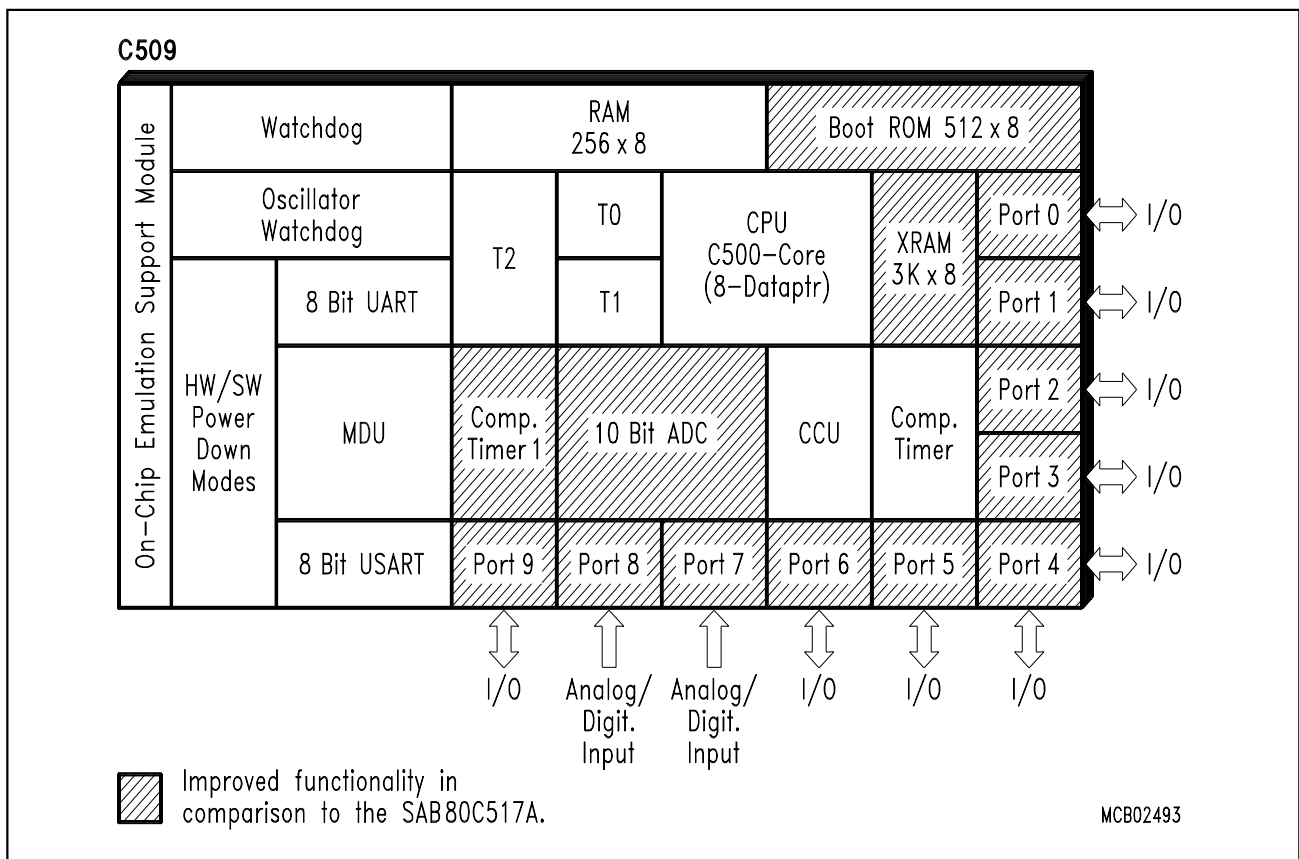 C509
On-Chip Emulation Support Module
Watchdog
RAM
256 x 8
Boot ROM 512 x 8
Oscillator
Watchdog
T2
T0
T1
CPU
C500-Core
(8-Dataptr)
XRAM
3K x 8
Port 0
I/O
8 Bit UART
Port 1
I/O
HW/SW
Power
Down
Modes
MDU
Comp.
Timer 1
10 Bit ADC
CCU
Comp.
Timer
Port 2
I/O
Port 3
I/O
8 Bit USART
Port 9
Port 8
Port 7
Port 6
Port 5
Port 4
I/O
I/O
Analog/
Digit.
Input
Analog/
Digit.
Input
I/O
I/O
I/O
Improved functionality in
comparison to the SAB80C517A.
MCB02493